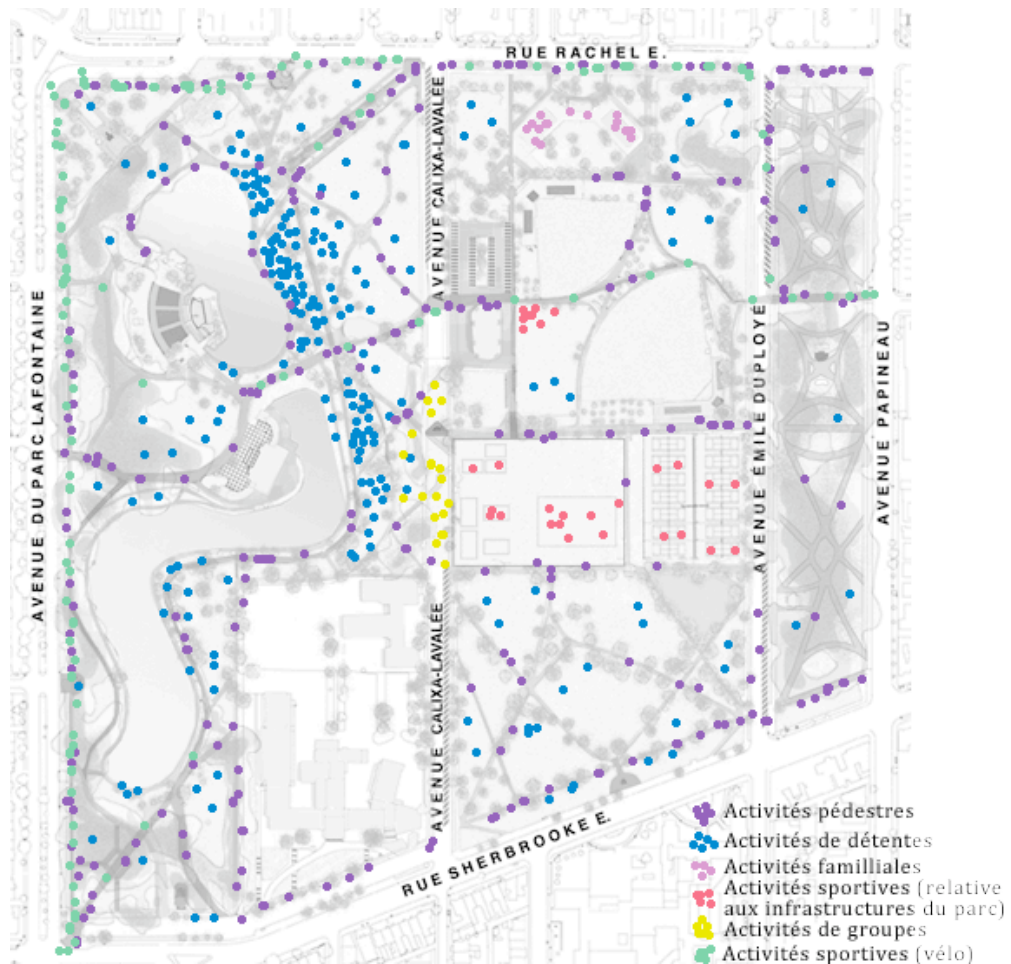 RUE RACHEL E.
AVENUE CALIXA-LAVALÉE
AVENUE DU PARC LAFONTAINE
AVENUE ÉMILE DUPLOYÉ
AVENUE PAPINEAU
AVENUE CALIXA-LAVALÉE
RUE SHERBROOKE E.
Activités pédestres
Activités de détentes
Activités familliales
Activités sportives (relative
aux infrastructures du parc)
Activités de groupes
Activités sportives (vélo)